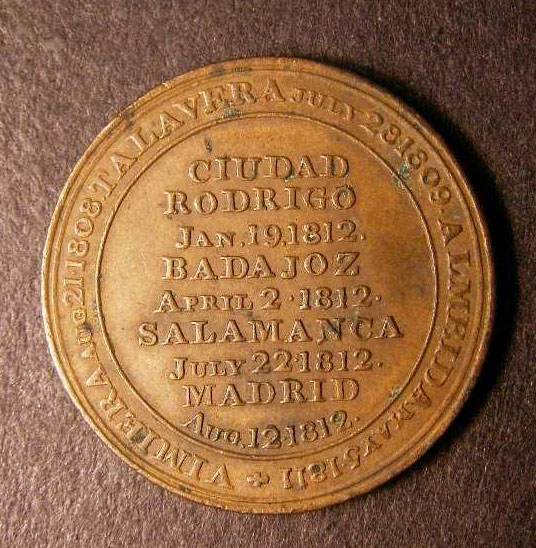 VIMIERA AUG. 21 1808 TALAVERA JULY 28 1809. ALMEIDA MAY 5 1811
CIUDAD
RODRIGO
JAN. 19. 1812.
BADAJOZ
APRIL 2 · 1812 ·
SALAMANCA
JULY 22 · 1812 ·
MADRID
AUG. 12 · 1812.